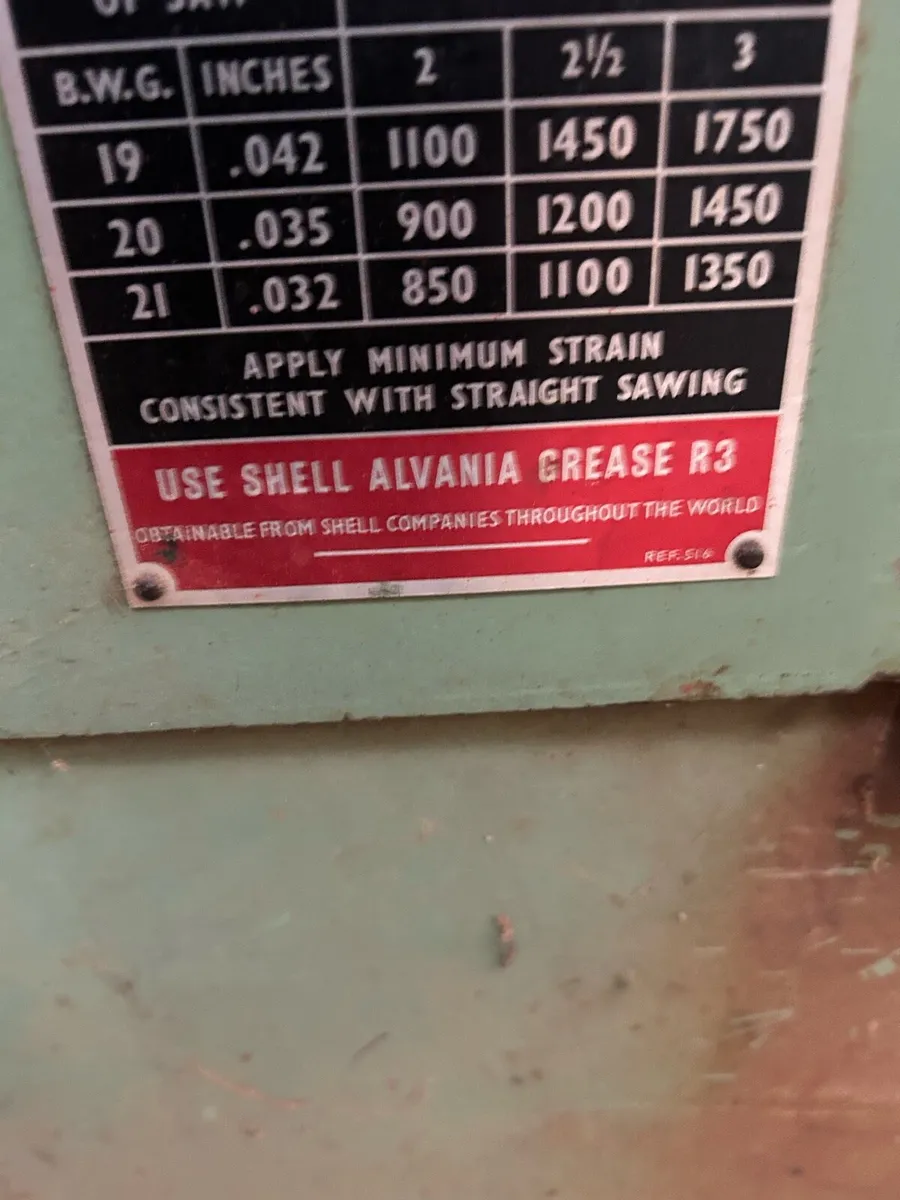 OF SAW
B.W.G. INCHES 2 2½ 3
19 .042 1100 1450 1750
20 .035 900 1200 1450
21 .032 850 1100 1350
APPLY MINIMUM STRAIN
CONSISTENT WITH STRAIGHT SAWING
USE SHELL ALVANIA GREASE R3
OBTAINABLE FROM SHELL COMPANIES THROUGHOUT THE WORLD
REF. 516